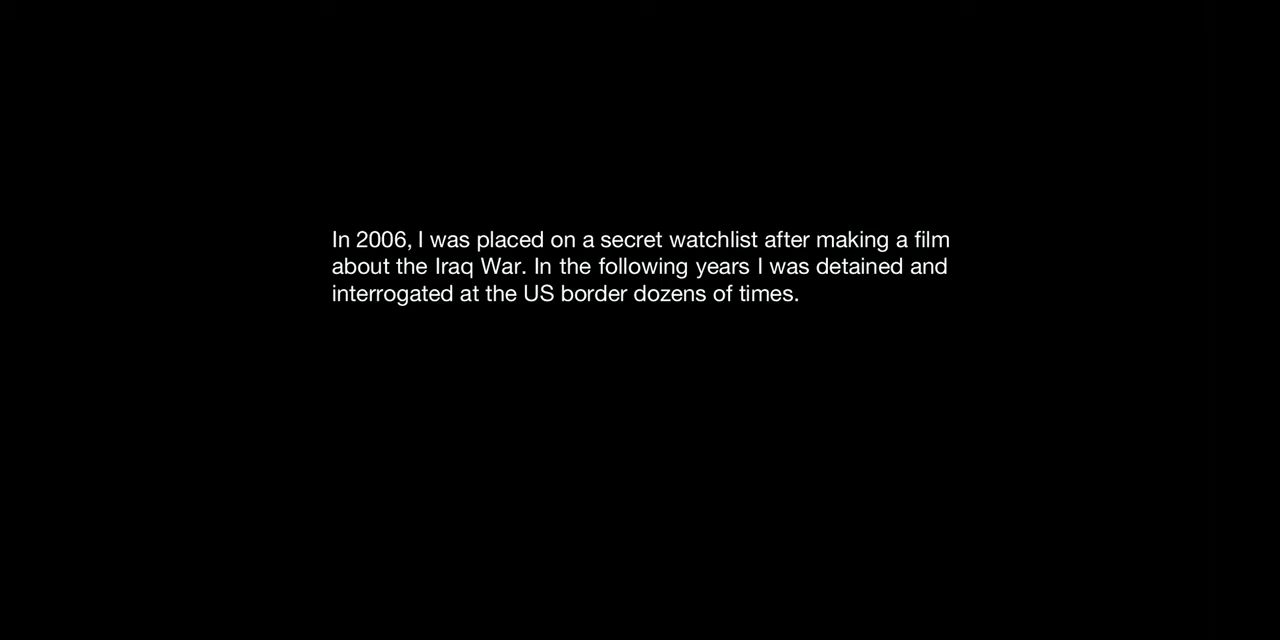 In 2006, I was placed on a secret watchlist after making a film
about the Iraq War. In the following years I was detained and
interrogated at the US border dozens of times.